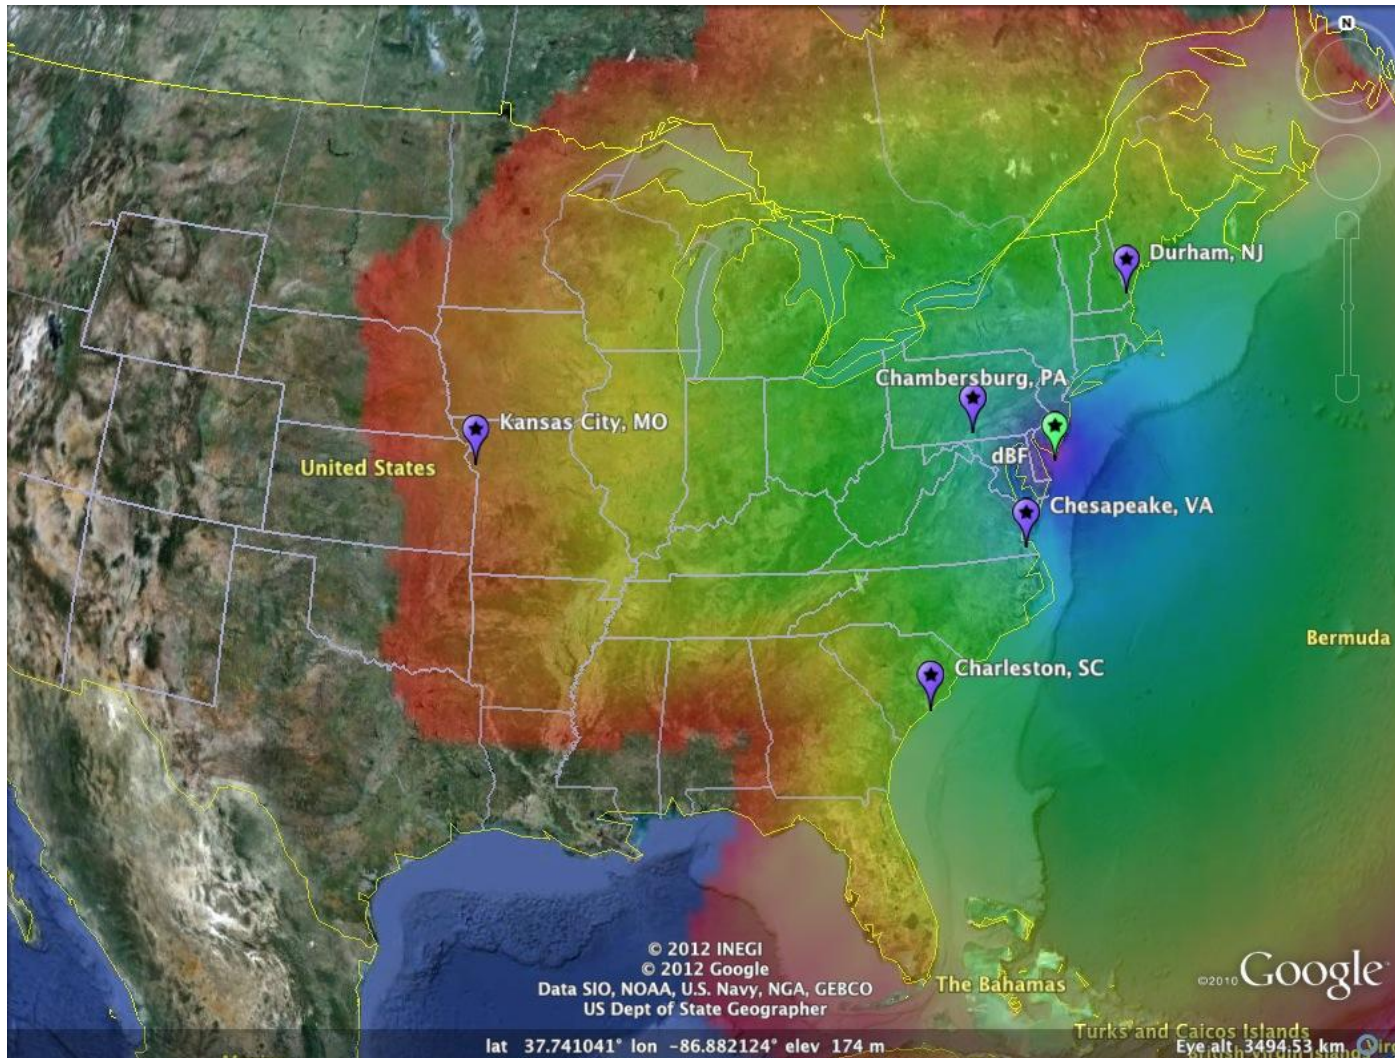 N
Durham, NJ
Chambersburg, PA
Kansas City, MO
dBF
United States
Chesapeake, VA
Bermuda
Charleston, SC
© 2012 INEGI
© 2012 Google
Data SIO, NOAA, U.S. Navy, NGA, GEBCO
US Dept of State Geographer
The Bahamas
©2010 Google
Turks and Caicos Islands
lat 37.741041° lon -86.882124° elev 174 m
Eye alt 3494.53 km